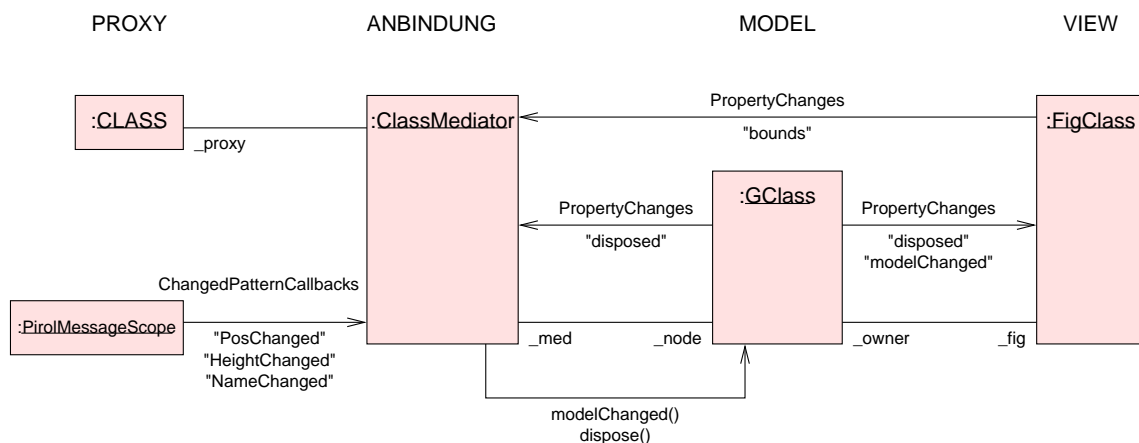 PROXY
ANBINDUNG
MODEL
VIEW
:CLASS
_proxy
:ClassMediator
PropertyChanges
"bounds"
:FigClass
:GClass
PropertyChanges
"disposed"
PropertyChanges
"disposed"
"modelChanged"
ChangedPatternCallbacks
:PirolMessageScope
"PosChanged"
"HeightChanged"
"NameChanged"
_med
_node
_owner
_fig
modelChanged()
dispose()